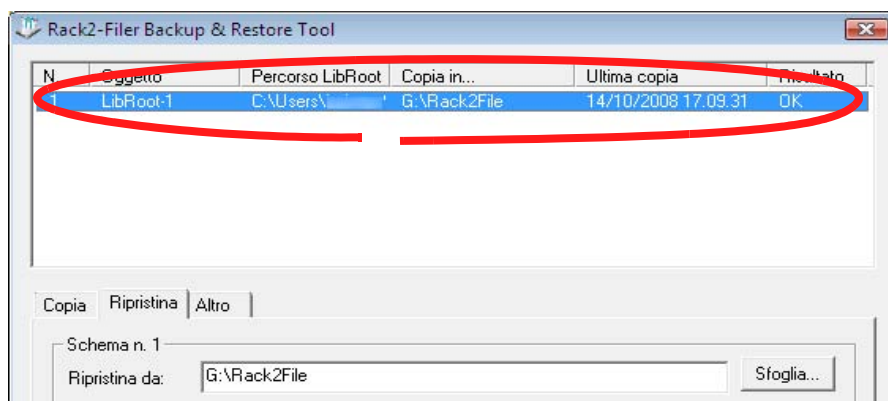 Rack2-Filer Backup & Restore Tool
N. Oggetto Percorso LibRoot Copia in... Ultima copia Risultato
1 LibRoot-1 C:\Users\ G:\Rack2File 14/10/2008 17.09.31 OK
Copia Ripristina Altro
Schema n. 1
Ripristina da: G:\Rack2File Sfoglia...